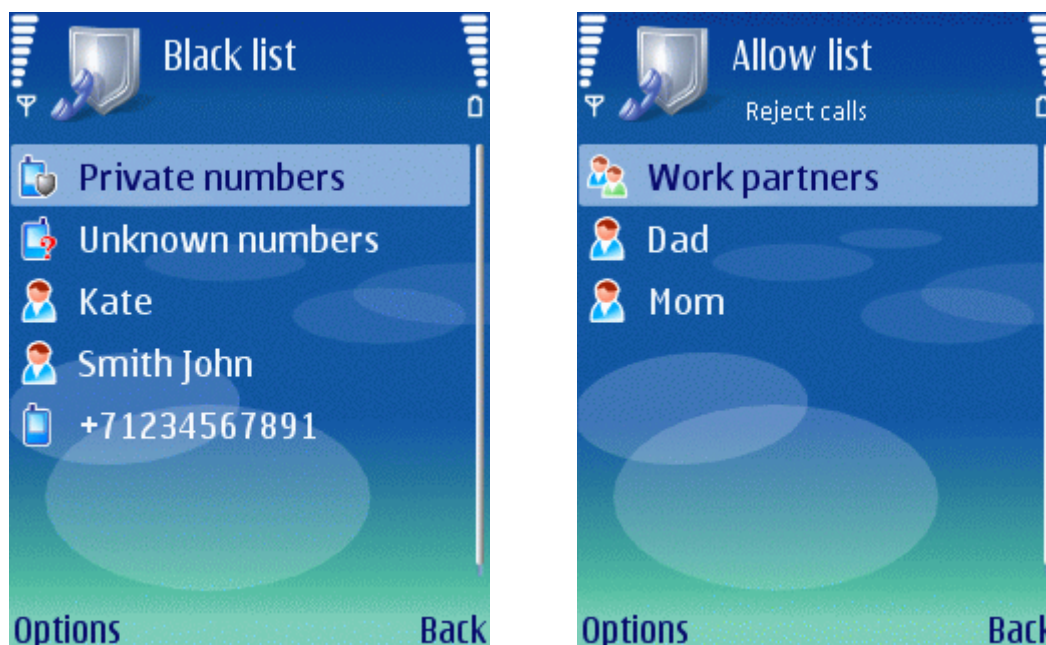 Black list
Private numbers
Unknown numbers
Kate
Smith John
+71234567891
Options Back
Allow list
Reject calls
Work partners
Dad
Mom
Options Back